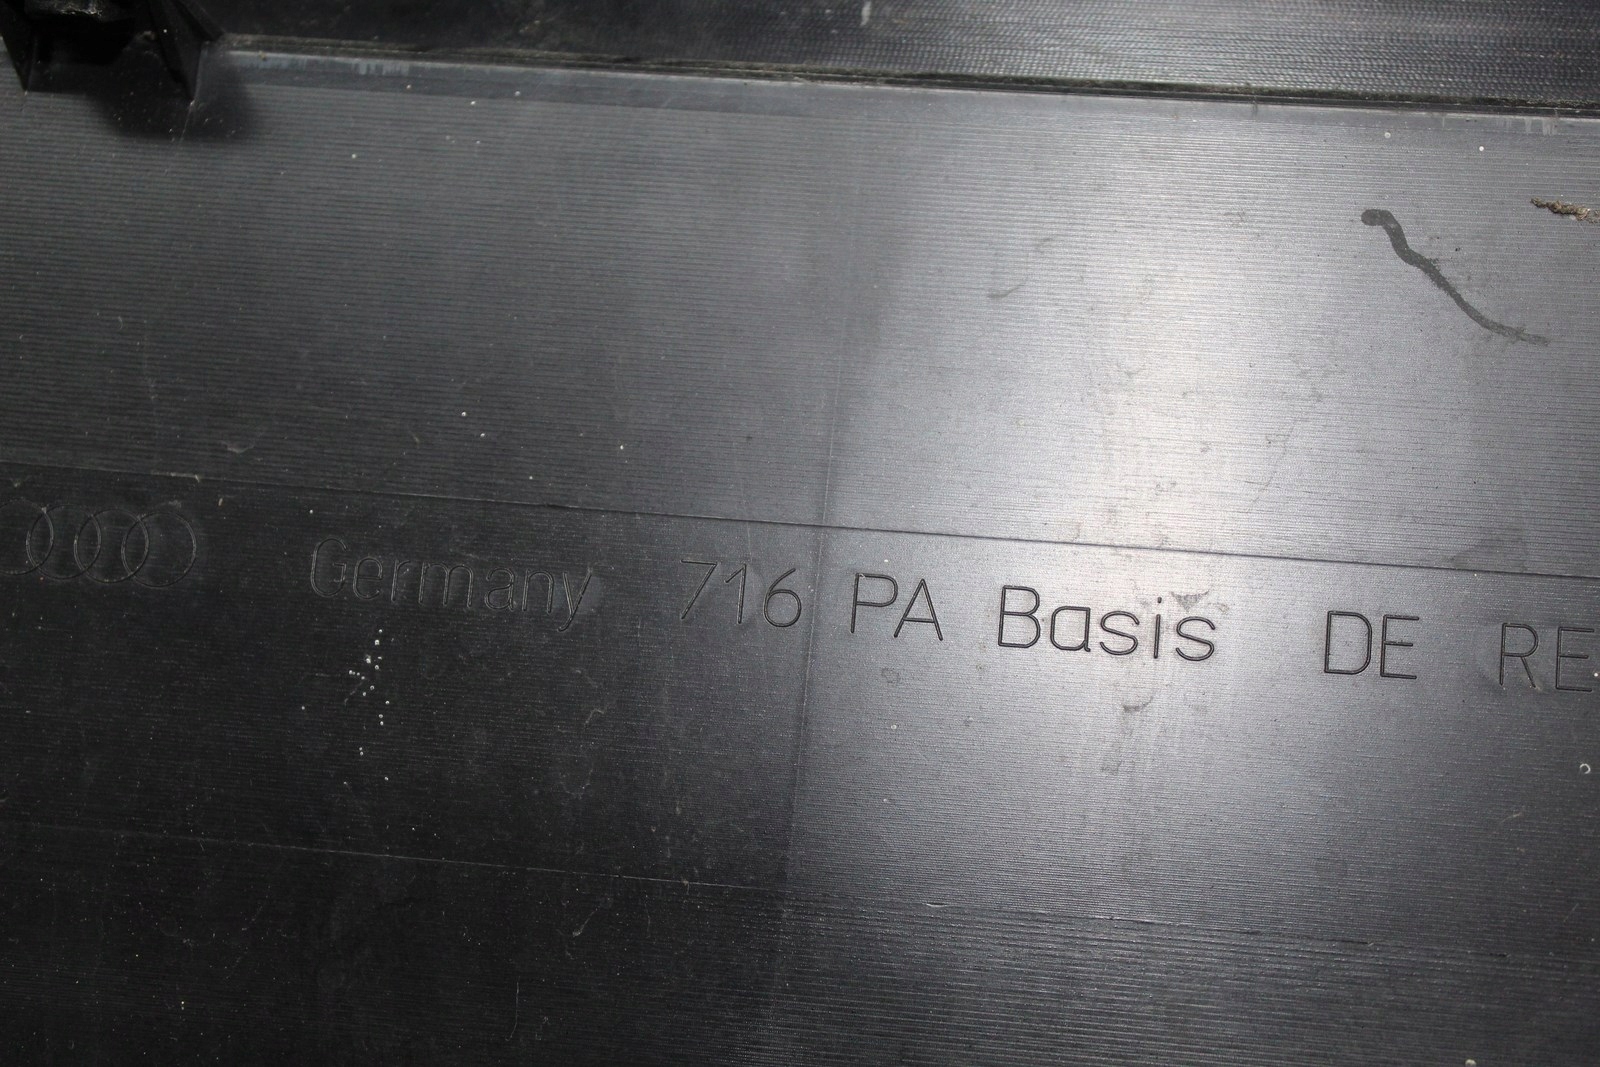 Germany 716 PA Basis DE RE